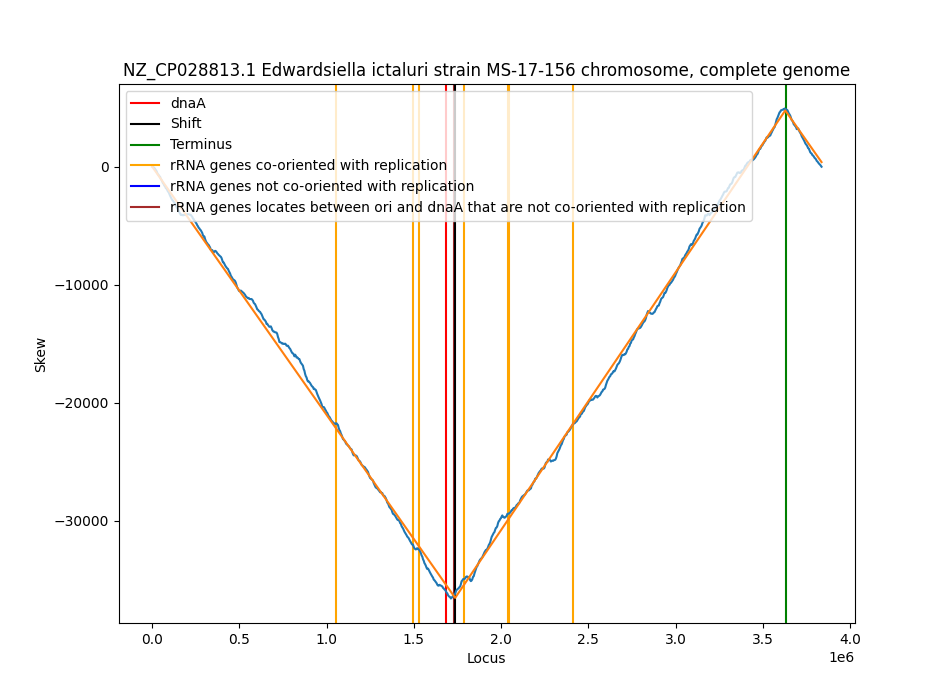 NZ_CP028813.1 Edwardsiella ictaluri strain MS-17-156 chromosome, complete genome
dnaA
Shift
Terminus
rRNA genes co-oriented with replication
rRNA genes not co-oriented with replication
rRNA genes locates between ori and dnaA that are not co-oriented with replication
0
−10000
−20000
−30000
Skew
0.0 0.5 1.0 1.5 2.0 2.5 3.0 3.5 4.0
1e6
Locus